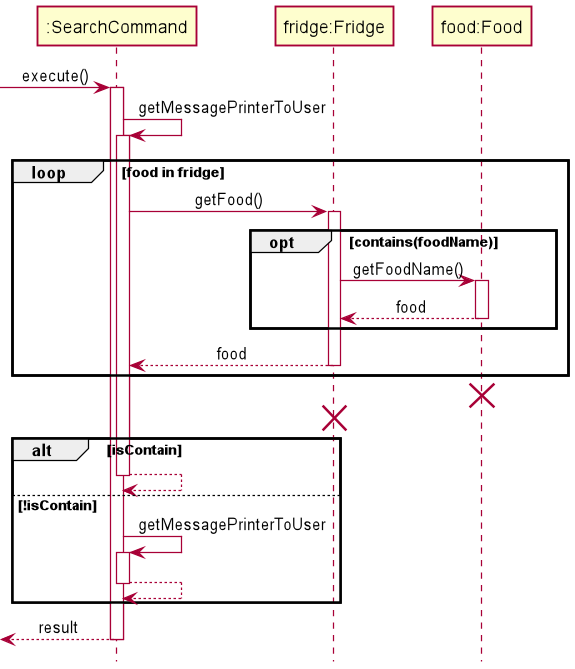 :SearchCommand
fridge:Fridge
food:Food
execute()
getMessagePrinterToUser
loop
[food in fridge]
getFood()
opt
[contains(foodName)]
getFoodName()
food
food
alt
[isContain]
[!isContain]
getMessagePrinterToUser
result